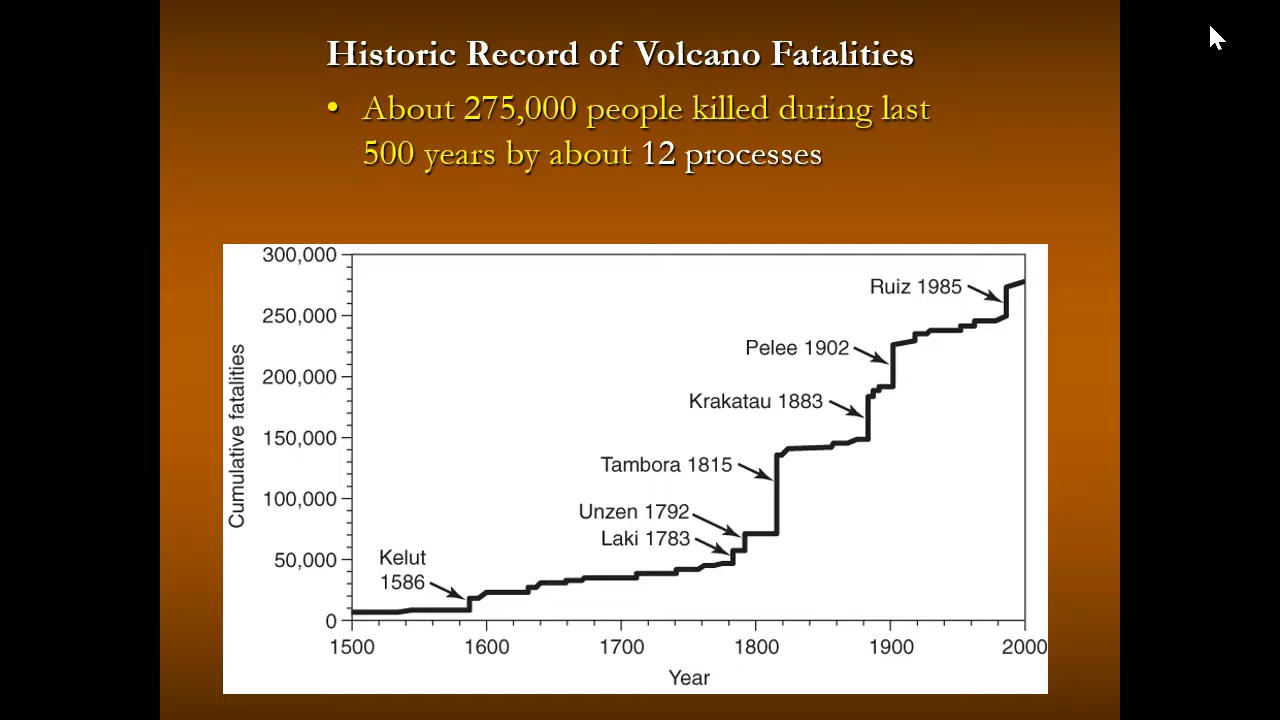 Historic Record of Volcano Fatalities
• About 275,000 people killed during last
500 years by about 12 processes
300,000
250,000
200,000
150,000
100,000
50,000
0
Cumulative fatalities
Ruiz 1985
Pelee 1902
Krakatau 1883
Tambora 1815
Unzen 1792
Laki 1783
Kelut
1586
1500 1600 1700 1800 1900 2000
Year